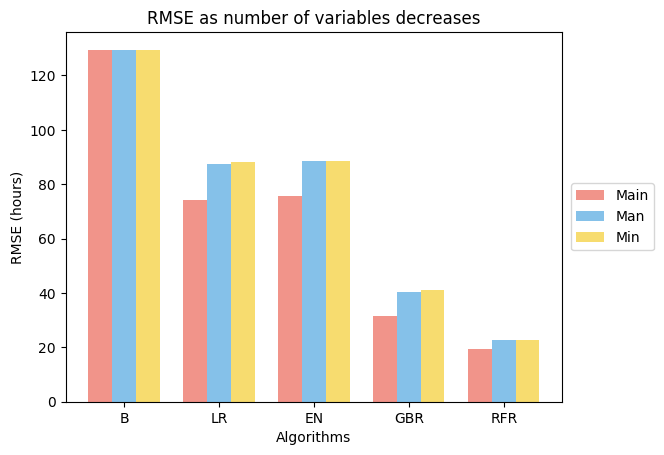 RMSE as number of variables decreases
RMSE (hours)
120
100
80
60
40
20
0
B LR EN GBR RFR
Algorithms
Main
Man
Min